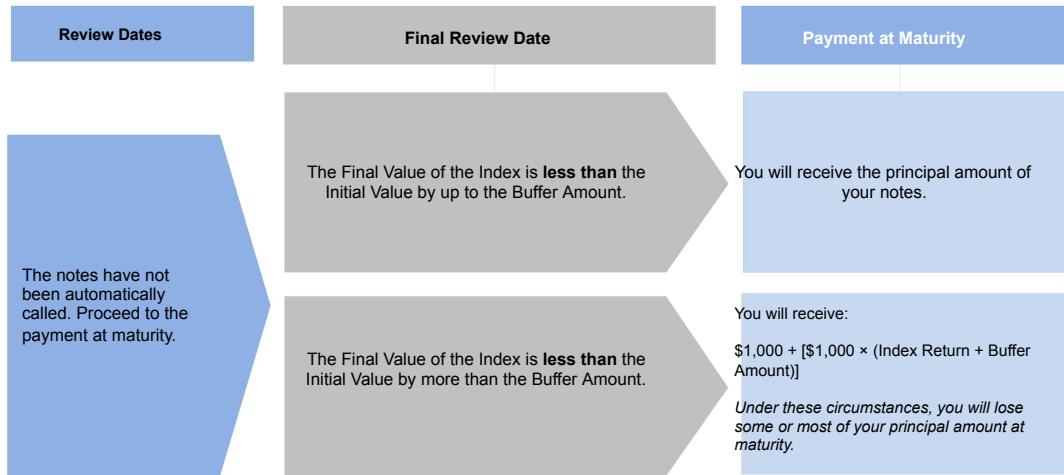 Review Dates
Final Review Date
Payment at Maturity
The notes have not
been automatically
called. Proceed to the
payment at maturity.
The Final Value of the Index is less than the
Initial Value by up to the Buffer Amount.
You will receive the principal amount of
your notes.
The Final Value of the Index is less than the
Initial Value by more than the Buffer Amount.
You will receive:
$1,000 + [$1,000 × (Index Return + Buffer
Amount)]
Under these circumstances, you will lose
some or most of your principal amount at
maturity.